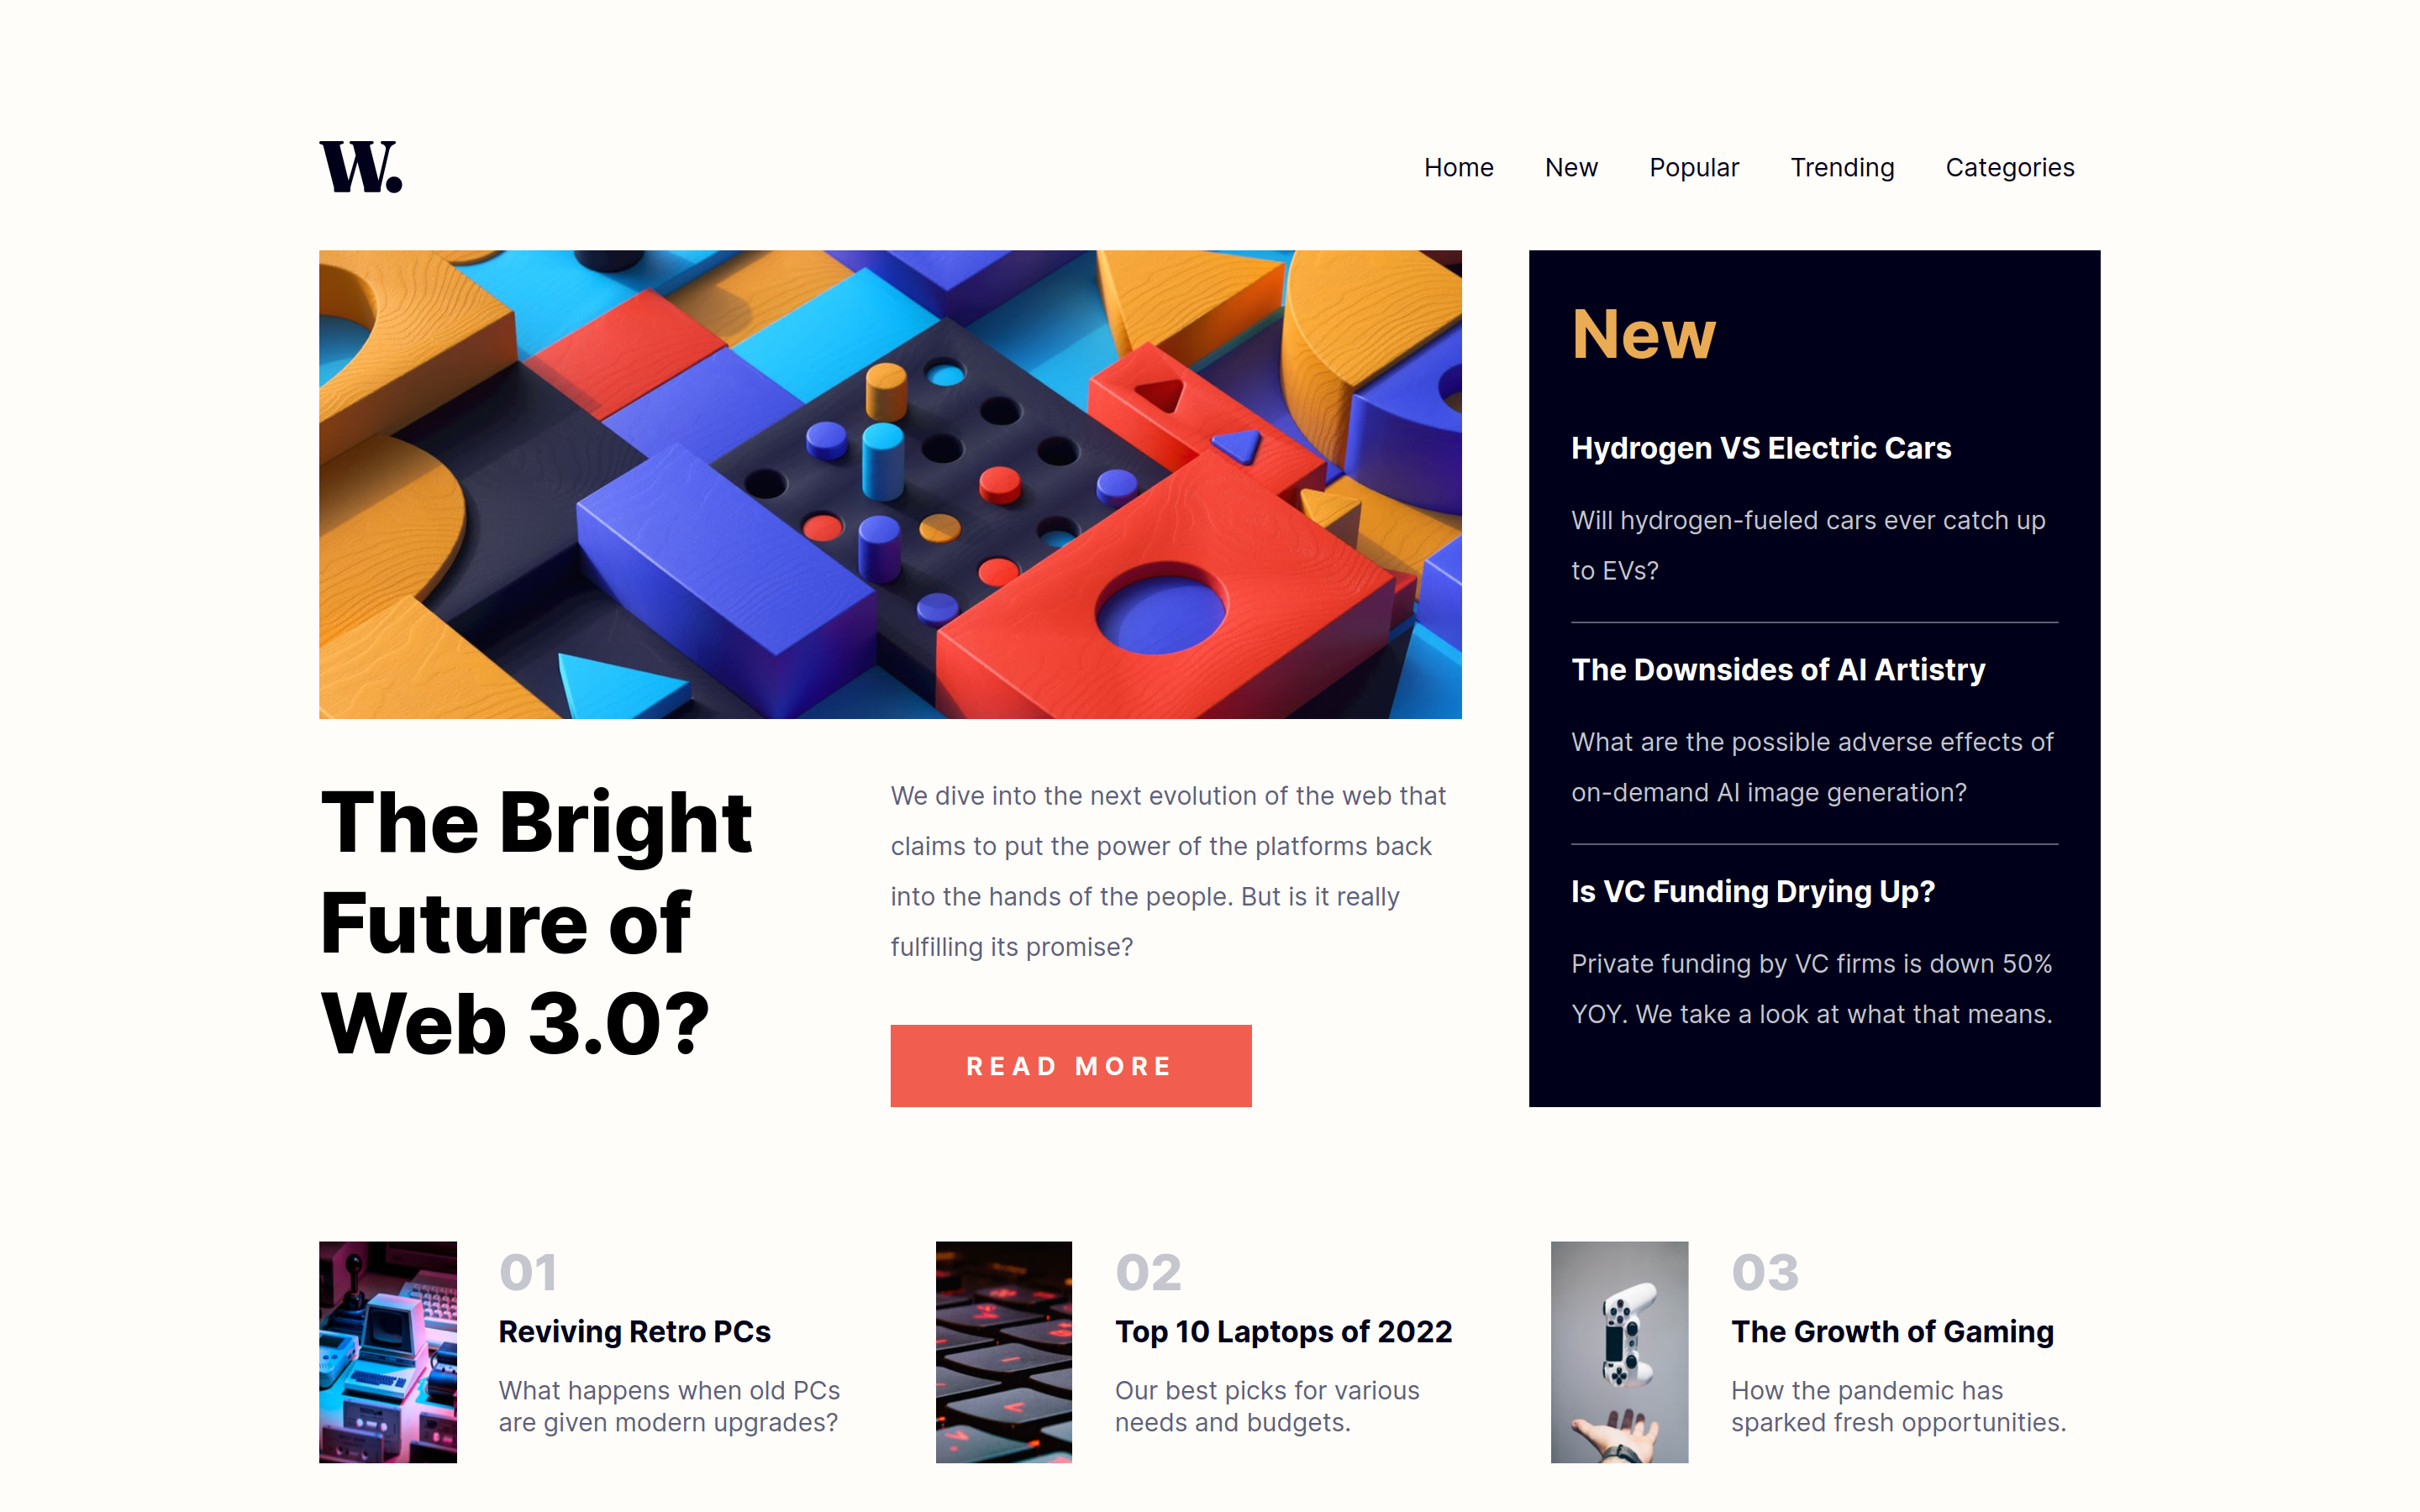 W.
Home New Popular Trending Categories
The Bright
Future of
Web 3.0?
We dive into the next evolution of the web that
claims to put the power of the platforms back
into the hands of the people. But is it really
fulfilling its promise?
READ MORE
New
Hydrogen VS Electric Cars
Will hydrogen-fueled cars ever catch up
to EVs?
The Downsides of AI Artistry
What are the possible adverse effects of
on-demand AI image generation?
Is VC Funding Drying Up?
Private funding by VC firms is down 50%
YOY. We take a look at what that means.
01
Reviving Retro PCs
What happens when old PCs
are given modern upgrades?
02
Top 10 Laptops of 2022
Our best picks for various
needs and budgets.
03
The Growth of Gaming
How the pandemic has
sparked fresh opportunities.